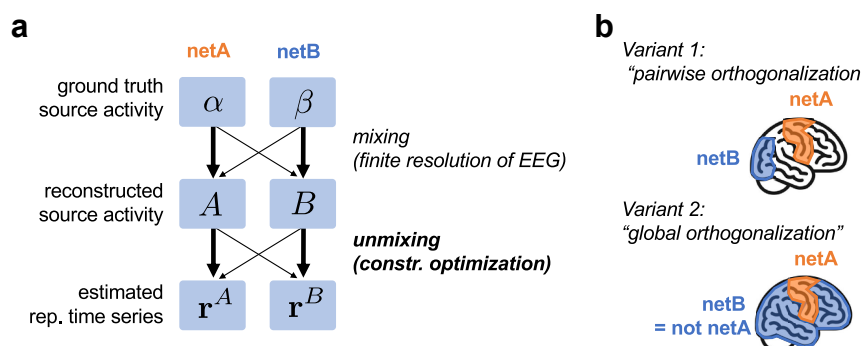 a
netA netB
ground truth
source activity
α β
mixing
(finite resolution of EEG)
reconstructed
source activity
A B
unmixing
(constr. optimization)
estimated
rep. time series
r^A r^B
b
Variant 1:
"pairwise orthogonalization
netA
netB
Variant 2:
"global orthogonalization"
netA
netB
= not netA